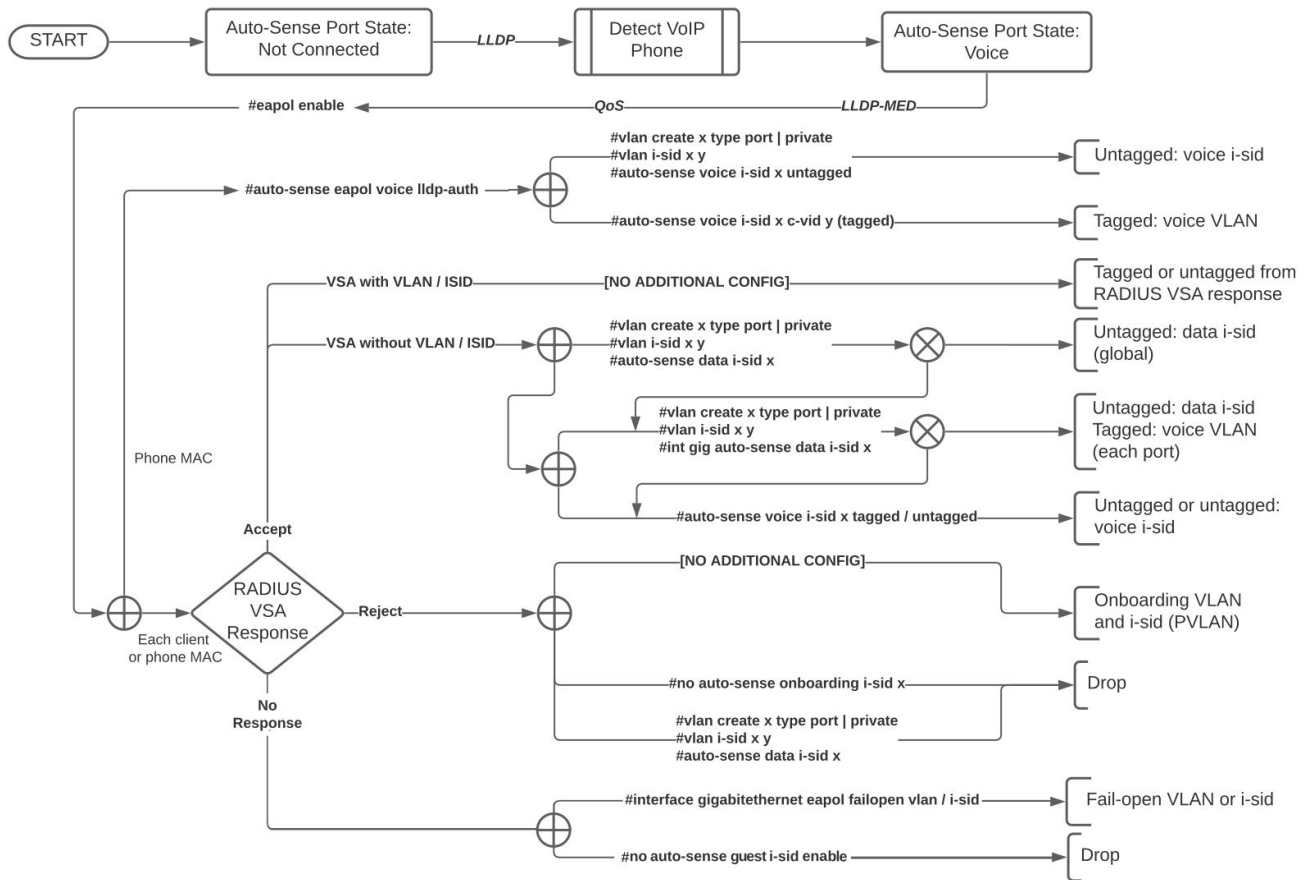 START
Auto-Sense Port State:
Not Connected
LLDP
Detect VoIP
Phone
Auto-Sense Port State:
Voice
#eapol enable
QoS
LLDP-MED
#vlan create x type port | private
#vlan i-sid x y
#auto-sense voice i-sid x untagged
Untagged: voice i-sid
#auto-sense eapol voice lldp-auth
#auto-sense voice i-sid x c-vid y (tagged)
Tagged: voice VLAN
VSA with VLAN / ISID
[NO ADDITIONAL CONFIG]
Tagged or untagged from
RADIUS VSA response
VSA without VLAN / ISID
#vlan create x type port | private
#vlan i-sid x y
#auto-sense data i-sid x
Untagged: data i-sid
(global)
#vlan create x type port | private
#vlan i-sid x y
#int gig auto-sense data i-sid x
Untagged: data i-sid
Tagged: voice VLAN
(each port)
Phone MAC
#auto-sense voice i-sid x tagged / untagged
Untagged or untagged:
voice i-sid
Accept
RADIUS
VSA
Response
Each client
or phone MAC
Reject
[NO ADDITIONAL CONFIG]
Onboarding VLAN
and i-sid (PVLAN)
#no auto-sense onboarding i-sid x
Drop
#vlan create x type port | private
#vlan i-sid x y
#auto-sense data i-sid x
No
Response
#interface gigabitethernet eapol failopen vlan / i-sid
Fail-open VLAN or i-sid
#no auto-sense guest i-sid enable
Drop